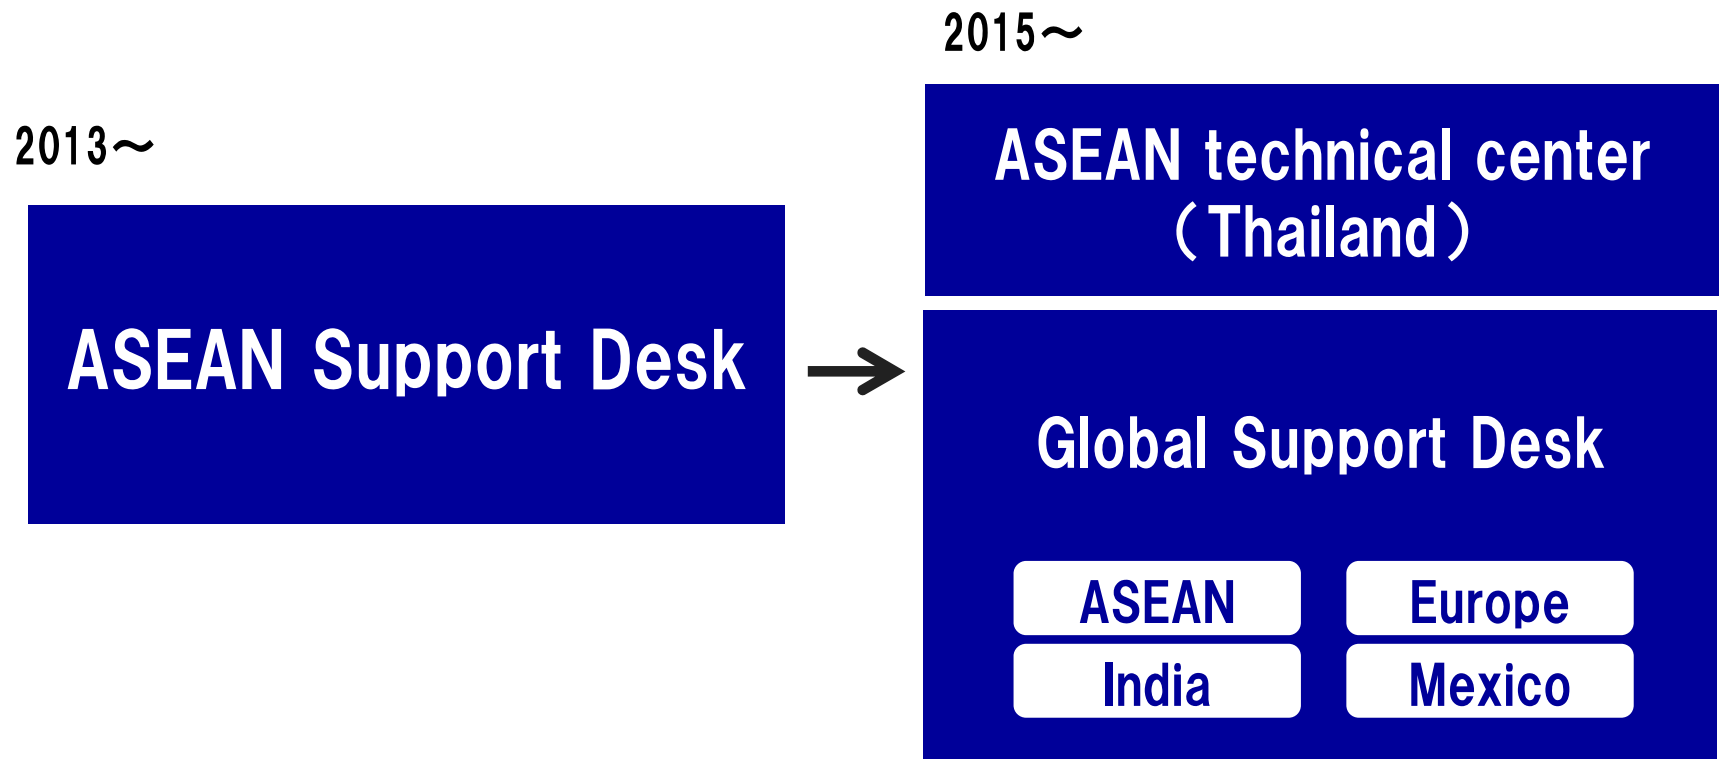 2013～
ASEAN Support Desk
2015～
ASEAN technical center
（Thailand）
Global Support Desk
ASEAN
Europe
India
Mexico